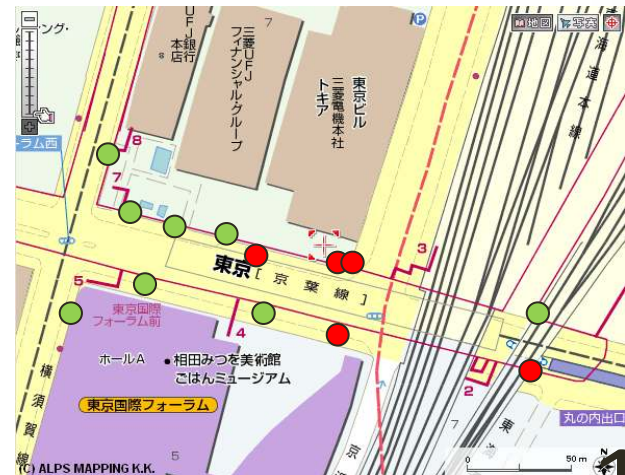 ング・
UFJ銀行
本店
7
三菱UFJ
フィナンシャル・グループ
東京ビル
三菱電機本社
トキア
P
地図
写真
海道本線
8
7
ーラム西
東京[京葉線]
3
5
東京国際
フォーラム前
4
ホールA
相田みつを美術館
ごはんミュージアム
2
東京国際フォーラム
丸の内出口
横須賀線
5
7
京
東海
0
50 m
N
(C) ALPS MAPPING K.K.